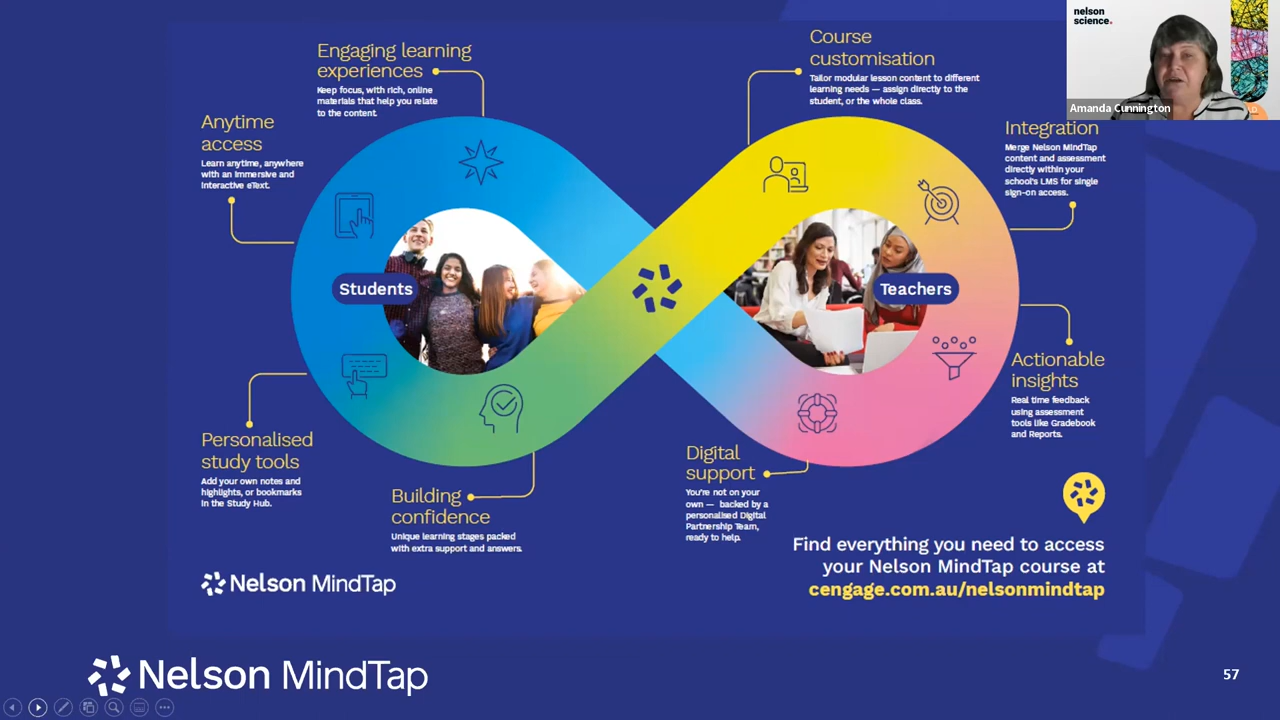 nelson
science.
Amanda Cunnington
Engaging learning
experiences
Keep focus, with rich, online
materials that help you relate
to the content.
Course
customisation
Tailor modular lesson content to different
learning needs — assign directly to the
student, or the whole class.
Anytime
access
Learn anytime, anywhere
with an immersive and
interactive eText.
Integration
Merge Nelson MindTap
content and assessment
directly within your
school's LMS for single
sign-on access.
Students
Teachers
Actionable
insights
Real time feedback
using assessment
tools like Gradebook
and Reports.
Personalised
study tools
Add your own notes and
highlights, or bookmarks
in the Study Hub.
Building
confidence
Unique learning stages packed
with extra support and answers.
Digital
support
You're not on your
own — backed by a
personalised Digital
Partnership Team,
ready to help.
Find everything you need to access
your Nelson MindTap course at
cengage.com.au/nelsonmindtap
Nelson MindTap
Nelson MindTap
57